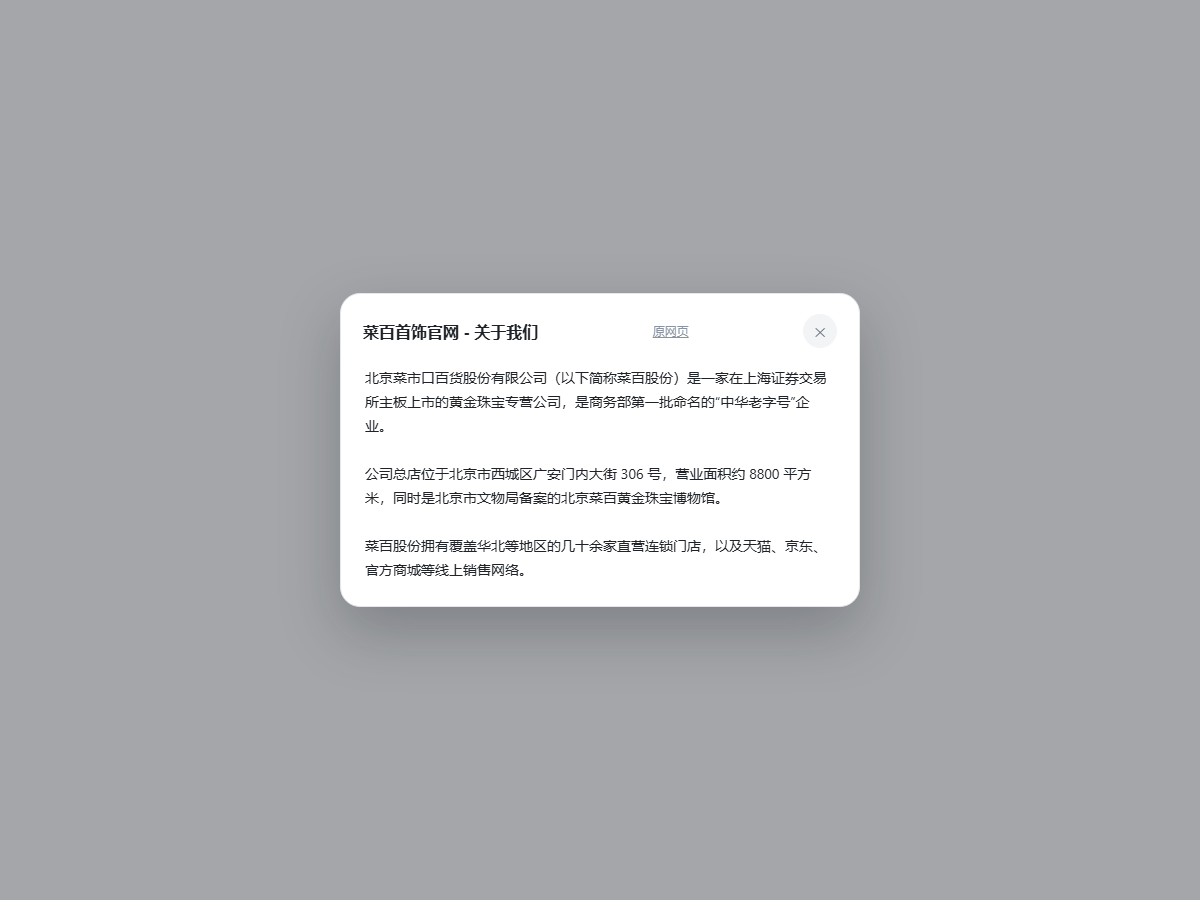 菜百首饰官网 - 关于我们
原网页
北京菜市口百货股份有限公司（以下简称菜百股份）是一家在上海证券交易
所主板上市的黄金珠宝专营公司，是商务部第一批命名的“中华老字号”企
业。
公司总店位于北京市西城区广安门内大街 306 号，营业面积约 8800 平方
米，同时是北京市文物局备案的北京菜百黄金珠宝博物馆。
菜百股份拥有覆盖华北等地区的几十余家直营连锁门店，以及天猫、京东、
官方商城等线上销售网络。